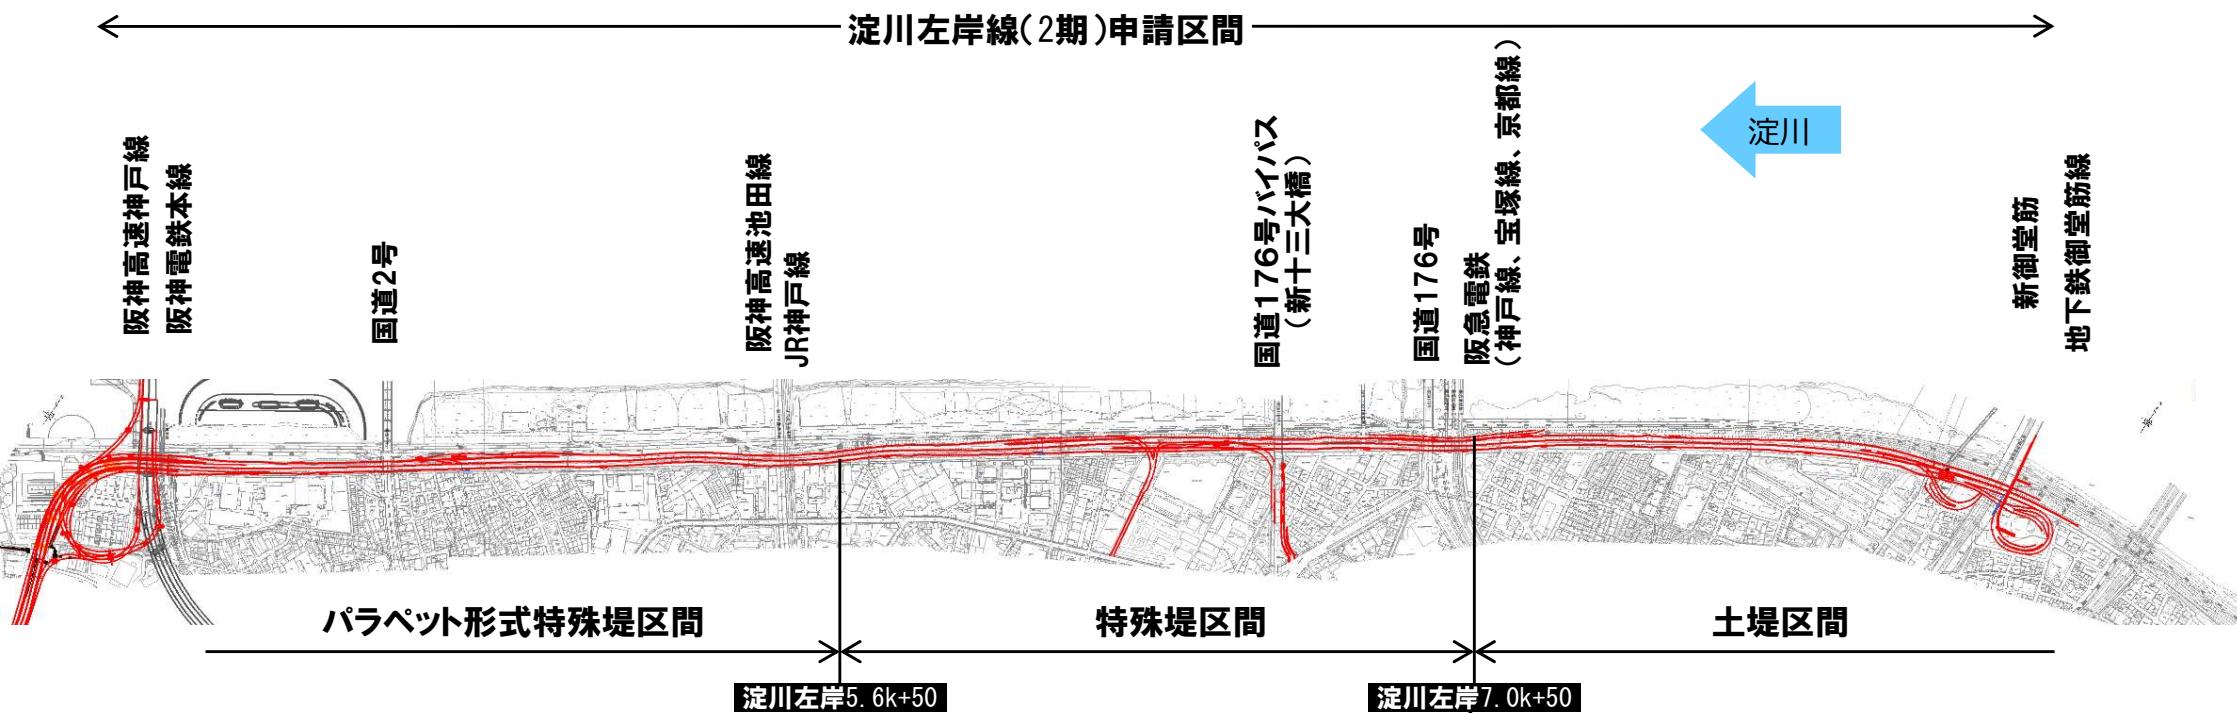 淀川左岸線(2期)申請区間
淀川
阪神高速神戸線
阪神電鉄本線
国道2号
阪神高速池田線
JR神戸線
国道176号バイパス
(新十三大橋)
国道176号
阪急電鉄
(神戸線、宝塚線、京都線)
新御堂筋
地下鉄御堂筋線
パラペット形式特殊堤区間
特殊堤区間
土堤区間
淀川左岸5.6k+50
淀川左岸7.0k+50